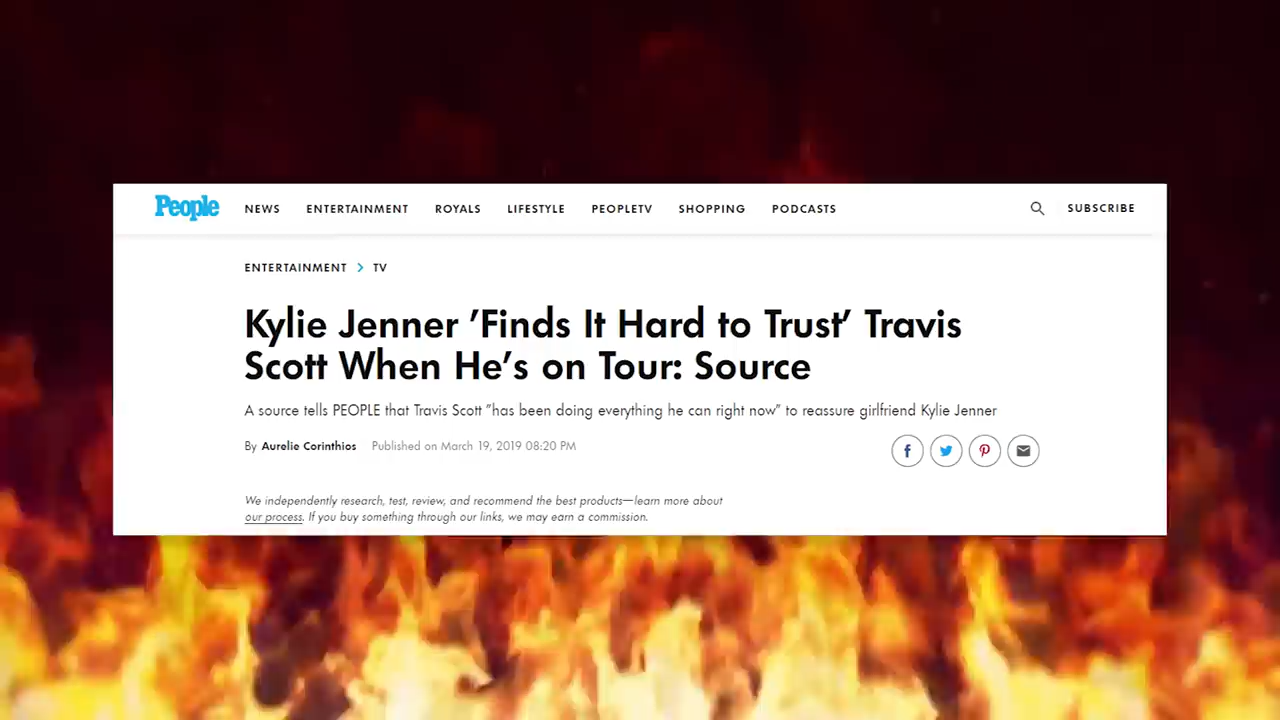 People NEWS ENTERTAINMENT ROYALS LIFESTYLE PEOPLETV SHOPPING PODCASTS SUBSCRIBE
ENTERTAINMENT > TV
Kylie Jenner ’Finds It Hard to Trust’ Travis
Scott When He’s on Tour: Source
A source tells PEOPLE that Travis Scott "has been doing everything he can right now" to reassure girlfriend Kylie Jenner
By Aurelie Corinthios Published on March 19, 2019 08:20 PM
We independently research, test, review, and recommend the best products—learn more about
our process. If you buy something through our links, we may earn a commission.